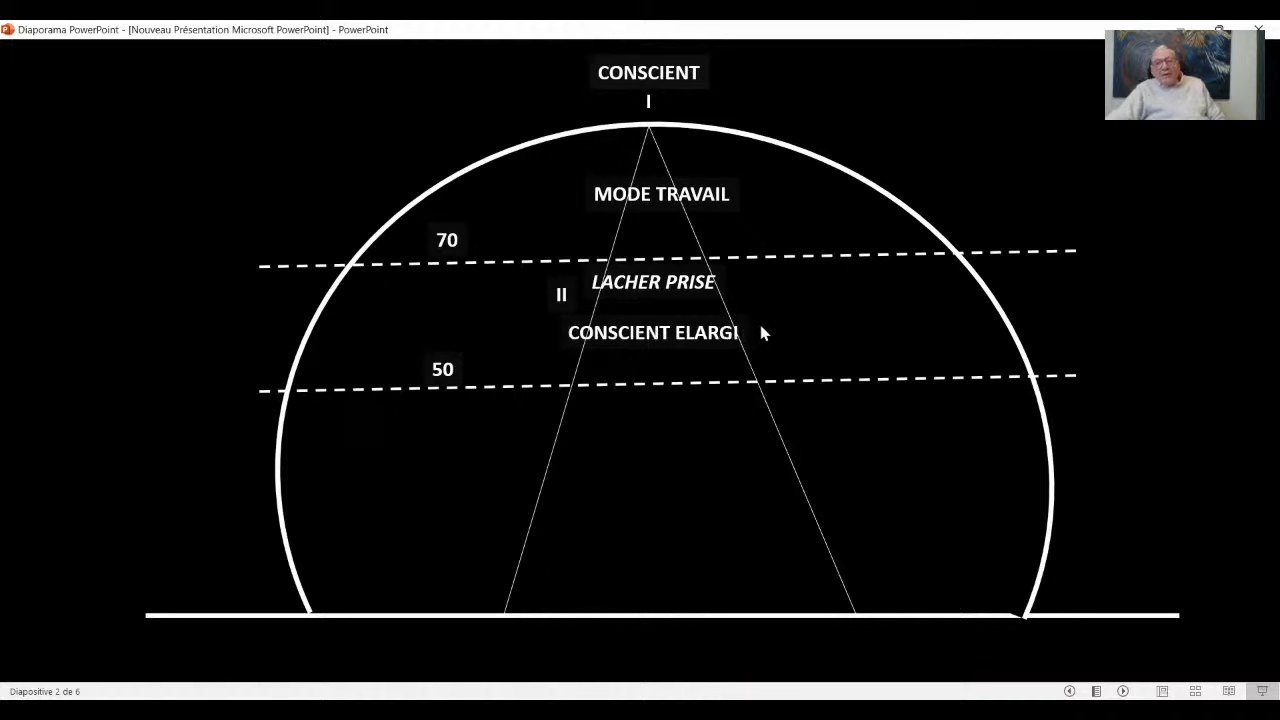 Diaporama PowerPoint - [Nouveau Présentation Microsoft PowerPoint] - PowerPoint
CONSCIENT
I
MODE TRAVAIL
70
LACHER PRISE
II
CONSCIENT ELARGI
50
Diapositive 2 de 6